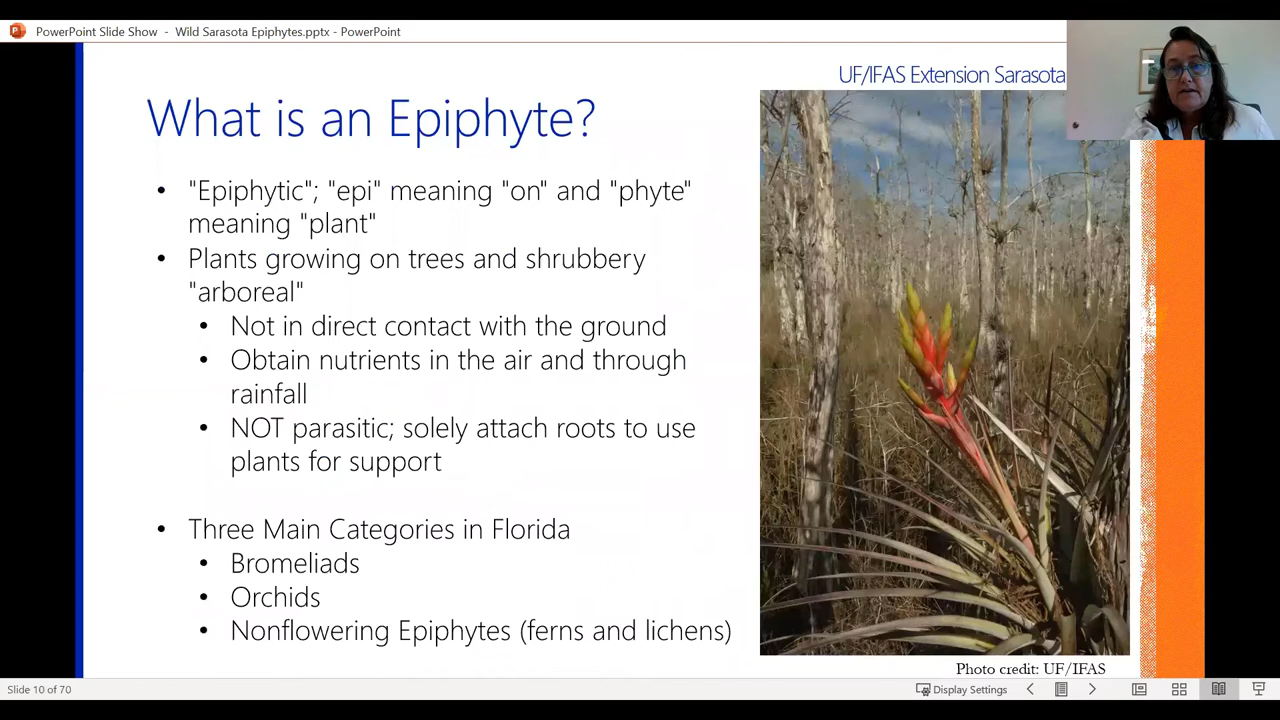 PowerPoint Slide Show - Wild Sarasota Epiphytes.pptx - PowerPoint
UF/IFAS Extension Sarasota
What is an Epiphyte?
• "Epiphytic"; "epi" meaning "on" and "phyte"
meaning "plant"
• Plants growing on trees and shrubbery
"arboreal"
• Not in direct contact with the ground
• Obtain nutrients in the air and through
rainfall
• NOT parasitic; solely attach roots to use
plants for support
• Three Main Categories in Florida
• Bromeliads
• Orchids
• Nonflowering Epiphytes (ferns and lichens)
Photo credit: UF/IFAS
Slide 10 of 70
Display Settings